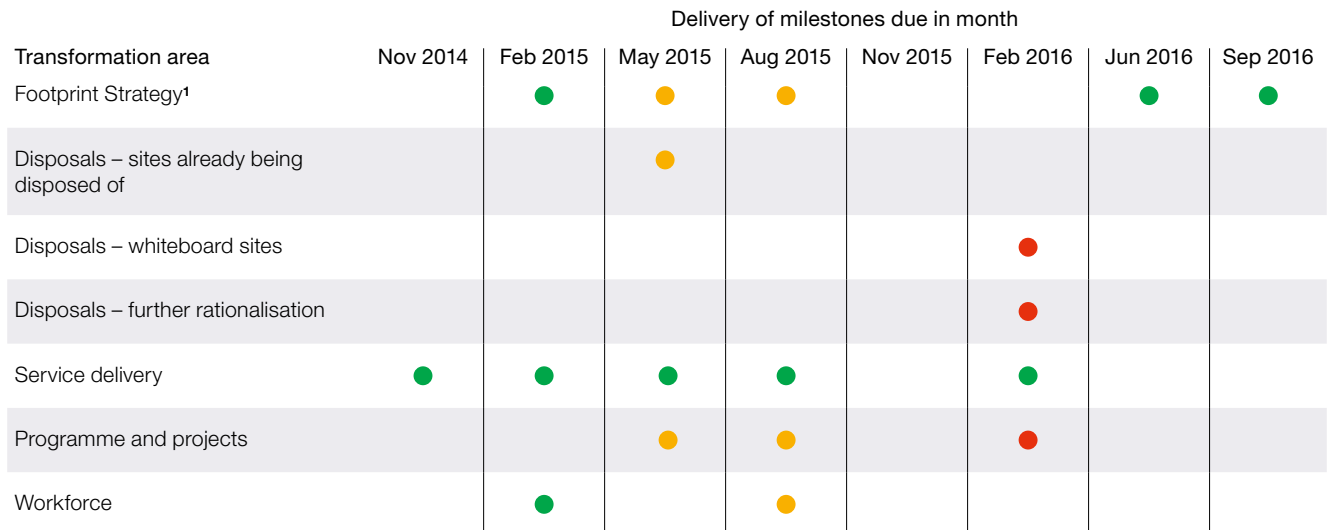 Delivery of milestones due in month
Transformation area Nov 2014 Feb 2015 May 2015 Aug 2015 Nov 2015 Feb 2016 Jun 2016 Sep 2016
Footprint Strategy1
Disposals – sites already being
disposed of
Disposals – whiteboard sites
Disposals – further rationalisation
Service delivery
Programme and projects
Workforce